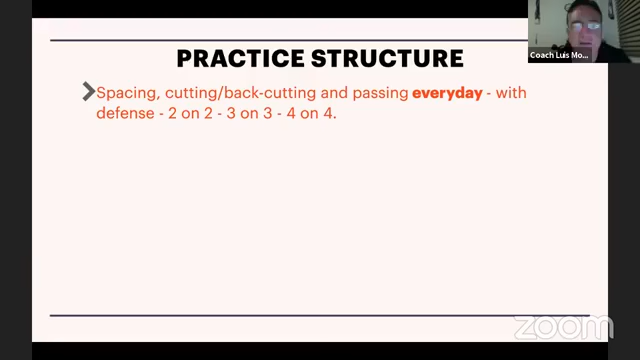 PRACTICE STRUCTURE
Spacing, cutting/back-cutting and passing everyday - with
defense - 2 on 2 - 3 on 3 - 4 on 4.
Coach Luis Mo...
zoom